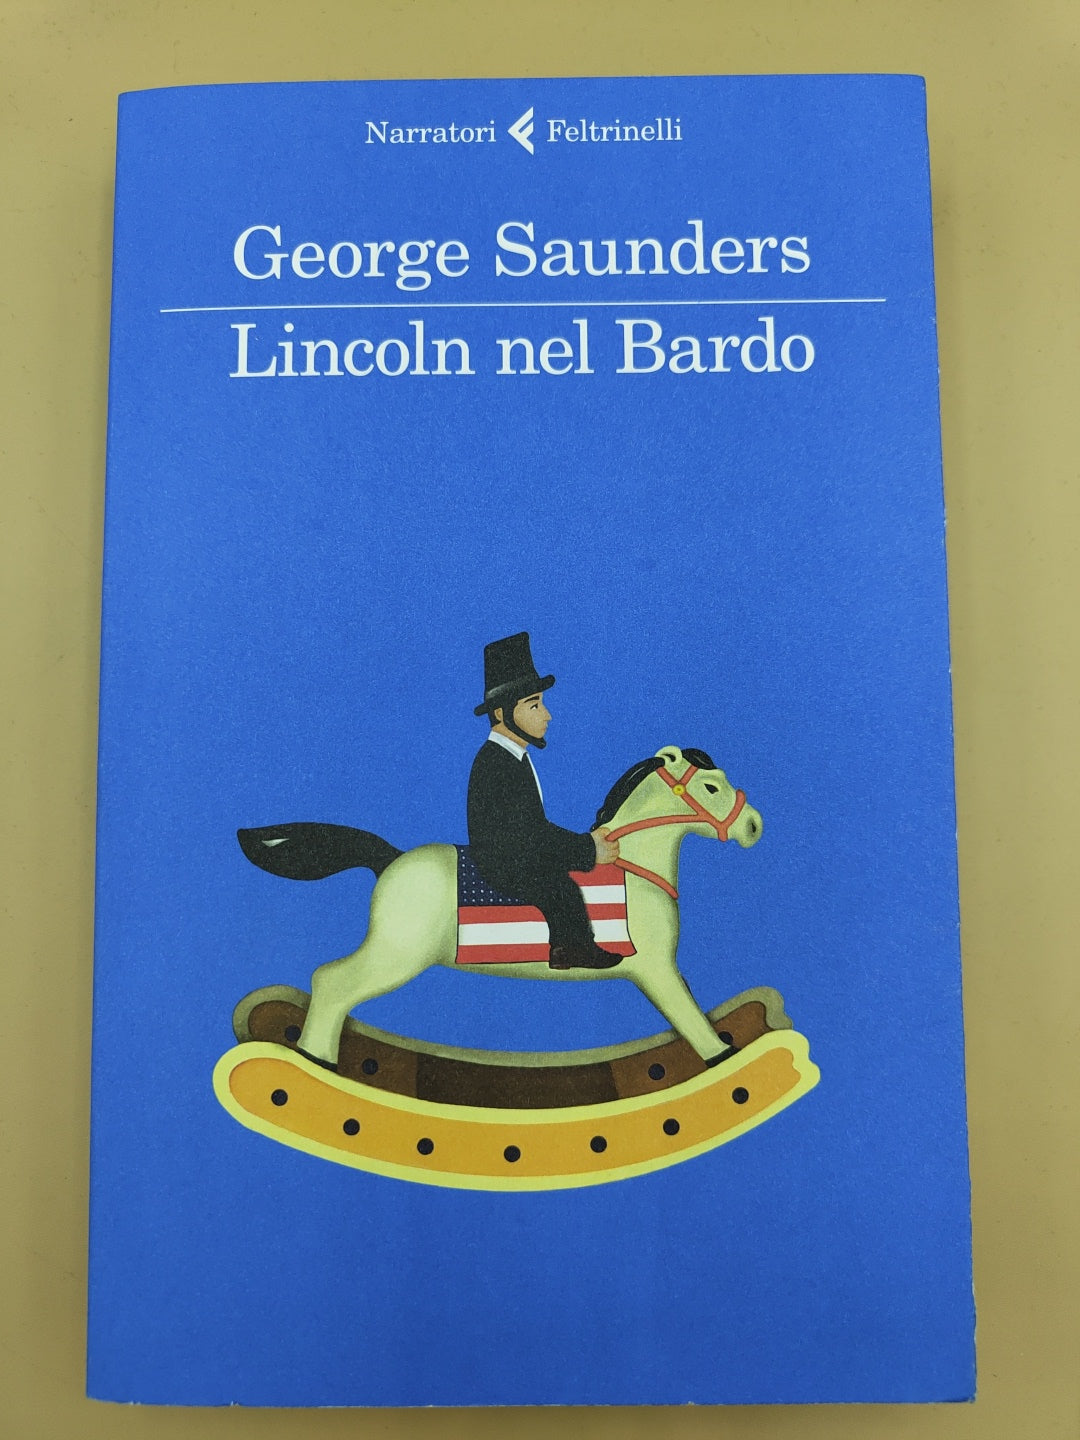 Narratori Feltrinelli
George Saunders
Lincoln nel Bardo